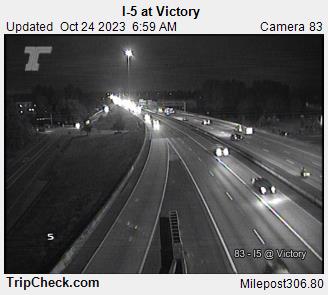 I-5 at Victory
Updated Oct 24 2023 6:59 AM Camera 83
T
S
83 - I5 @ Victory
TripCheck.com Milepost306.80